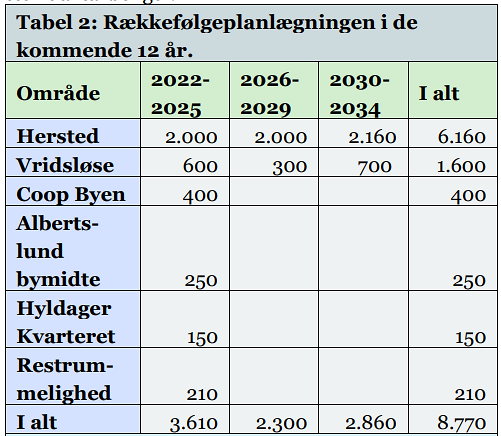 Tabel 2: Rækkefølgeplanlægningen i de
kommende 12 år.
Område 2022-2025 2026-2029 2030-2034 I alt
Hersted 2.000 2.000 2.160 6.160
Vridsløse 600 300 700 1.600
Coop Byen 400 400
Alberts-
lund
bymidte 250 250
Hyldager
Kvarteret 150 150
Restrum-
melighed 210 210
I alt 3.610 2.300 2.860 8.770